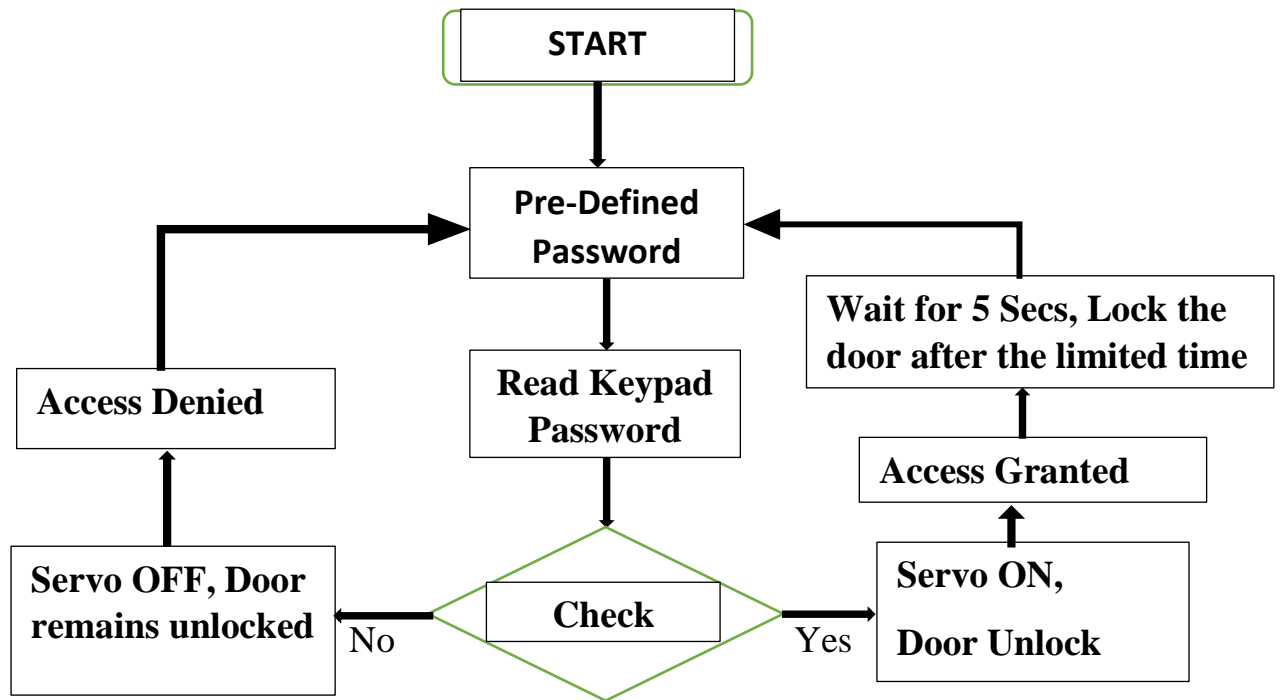 START
Pre-Defined
Password
Wait for 5 Secs, Lock the
door after the limited time
Read Keypad
Password
Access Denied
Access Granted
Servo OFF, Door
remains unlocked
No
Check
Yes
Servo ON,
Door Unlock